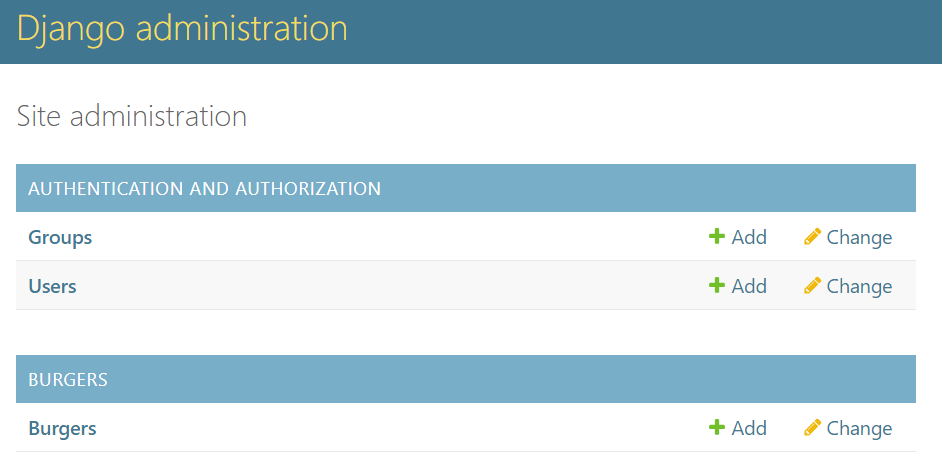 Django administration
Site administration
AUTHENTICATION AND AUTHORIZATION
Groups Add Change
Users Add Change
BURGERS
Burgers Add Change